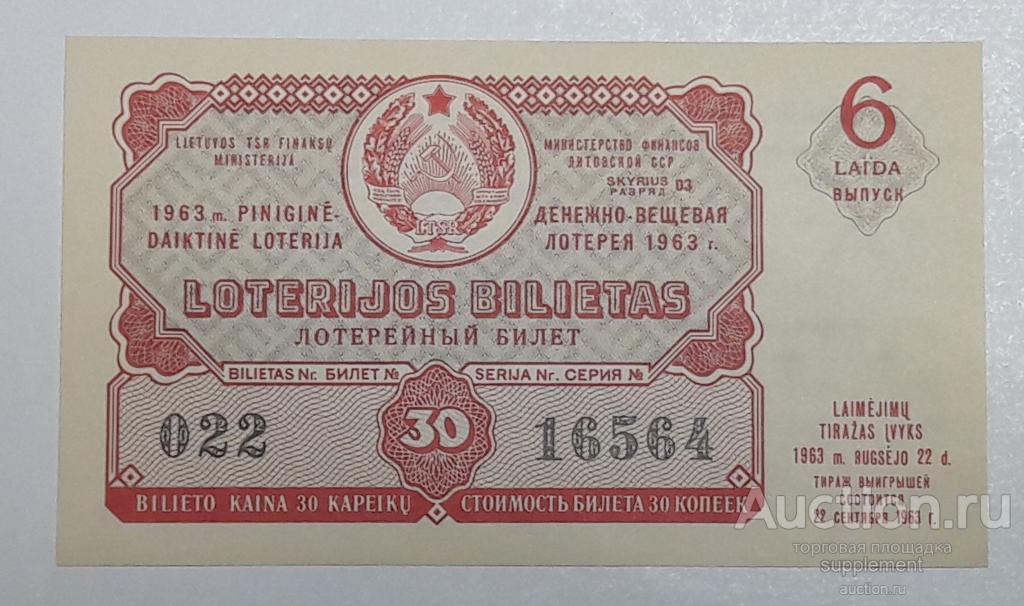 LIETUVOS TSR FINANSŲ
MINISTERIJA
МИНИСТЕРСТВО ФИНАНСОВ
ЛИТОВСКОЙ ССР
SKYRIUS
РАЗРЯД 03
1963 m. PINIGINĖ-
DAIKTINĖ LOTERIJA
LTSR
ДЕНЕЖНО-ВЕЩЕВАЯ
ЛОТЕРЕЯ 1963 г.
LOTERIJOS BILIETAS
ЛОТЕРЕЙНЫЙ БИЛЕТ
BILIETAS Nr. БИЛЕТ № SERIJA Nr. СЕРИЯ №
022 30 16564
BILIETO KAINA 30 KAPEIKŲ СТОИМОСТЬ БИЛЕТА 30 КОПЕЕК
6
LAIDA
ВЫПУСК
LAIMĖJIMŲ
TIRAŽAS ĮVYKS
1963 m. RUGSĖJO 22 d.
ТИРАЖ ВЫИГРЫШЕЙ
СОСТОИТСЯ
22 СЕНТЯБРЯ 1963 г.
Auction.ru
торговая площадка
supplement
auction.ru